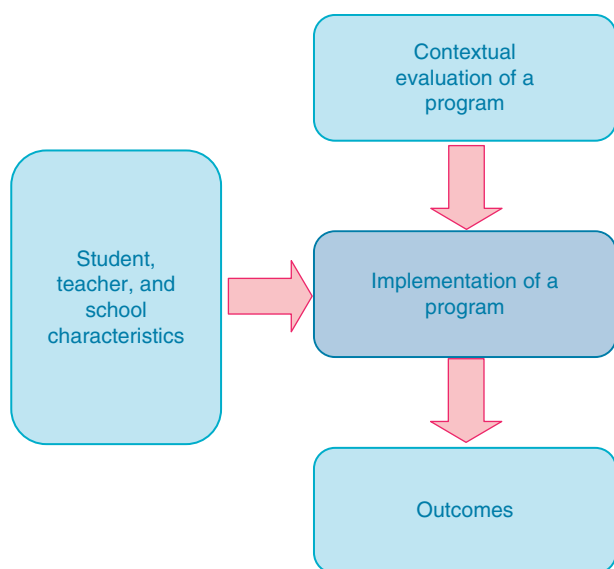 Contextual
evaluation of a
program
Student,
teacher, and
school
characteristics
Implementation of a
program
Outcomes